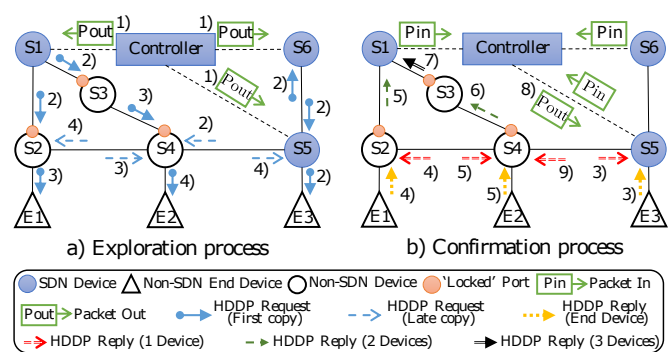 Pout 1) 1) Pout
S1 Controller S6
2) 1) Pout
S3
2) 3) 2) 2)
4) 2)
S2 S4 S5
3) 3) 4) 4) 2)
E1 E2 E3
a) Exploration process
Pin Pin
S1 Controller S6
7)
S3 6) 8) Pin
5) Pout
S2 S4 S5
4) 5) 9) 3)
4) 5) 3)
E1 E2 E3
b) Confirmation process
SDN Device Non-SDN End Device Non-SDN Device 'Locked' Port Pin Packet In
Pout Packet Out HDDP Request (First copy) HDDP Request (Late copy) HDDP Reply (End Device)
HDDP Reply (1 Device) HDDP Reply (2 Devices) HDDP Reply (3 Devices)